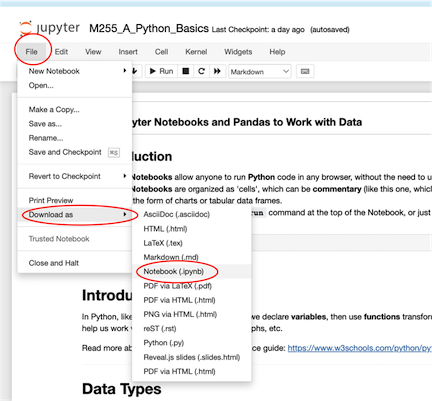 jupyter M255_A_Python_Basics Last Checkpoint: a day ago (autosaved)
File Edit View Insert Cell Kernel Widgets Help
New Notebook
Open...
Make a Copy...
Save as...
Rename...
Save and Checkpoint ⌘S
Revert to Checkpoint
Print Preview
Download as
Trusted Notebook
Close and Halt
Run Markdown
AsciiDoc (.asciidoc)
HTML (.html)
LaTeX (.tex)
Markdown (.md)
Notebook (.ipynb)
PDF via LaTeX (.pdf)
PDF via HTML (.html)
PNG via HTML (.html)
reST (.rst)
Python (.py)
Reveal.js slides (.slides.html)
PDF via HTML (.html)
yter Notebooks and Pandas to Work with Data
duction
Notebooks allow anyone to run Python code in any browser, without the need to u
Notebooks are organized as 'cells', which can be commentary (like this one, whic
the form of charts or tabular data frames.
run command at the top of the Notebook, or just
Introdu
In Python, like
we declare variables, then use functions transform
help us work
phs, etc.
Read more ab
ce guide: https://www.w3schools.com/python/py
Data Types